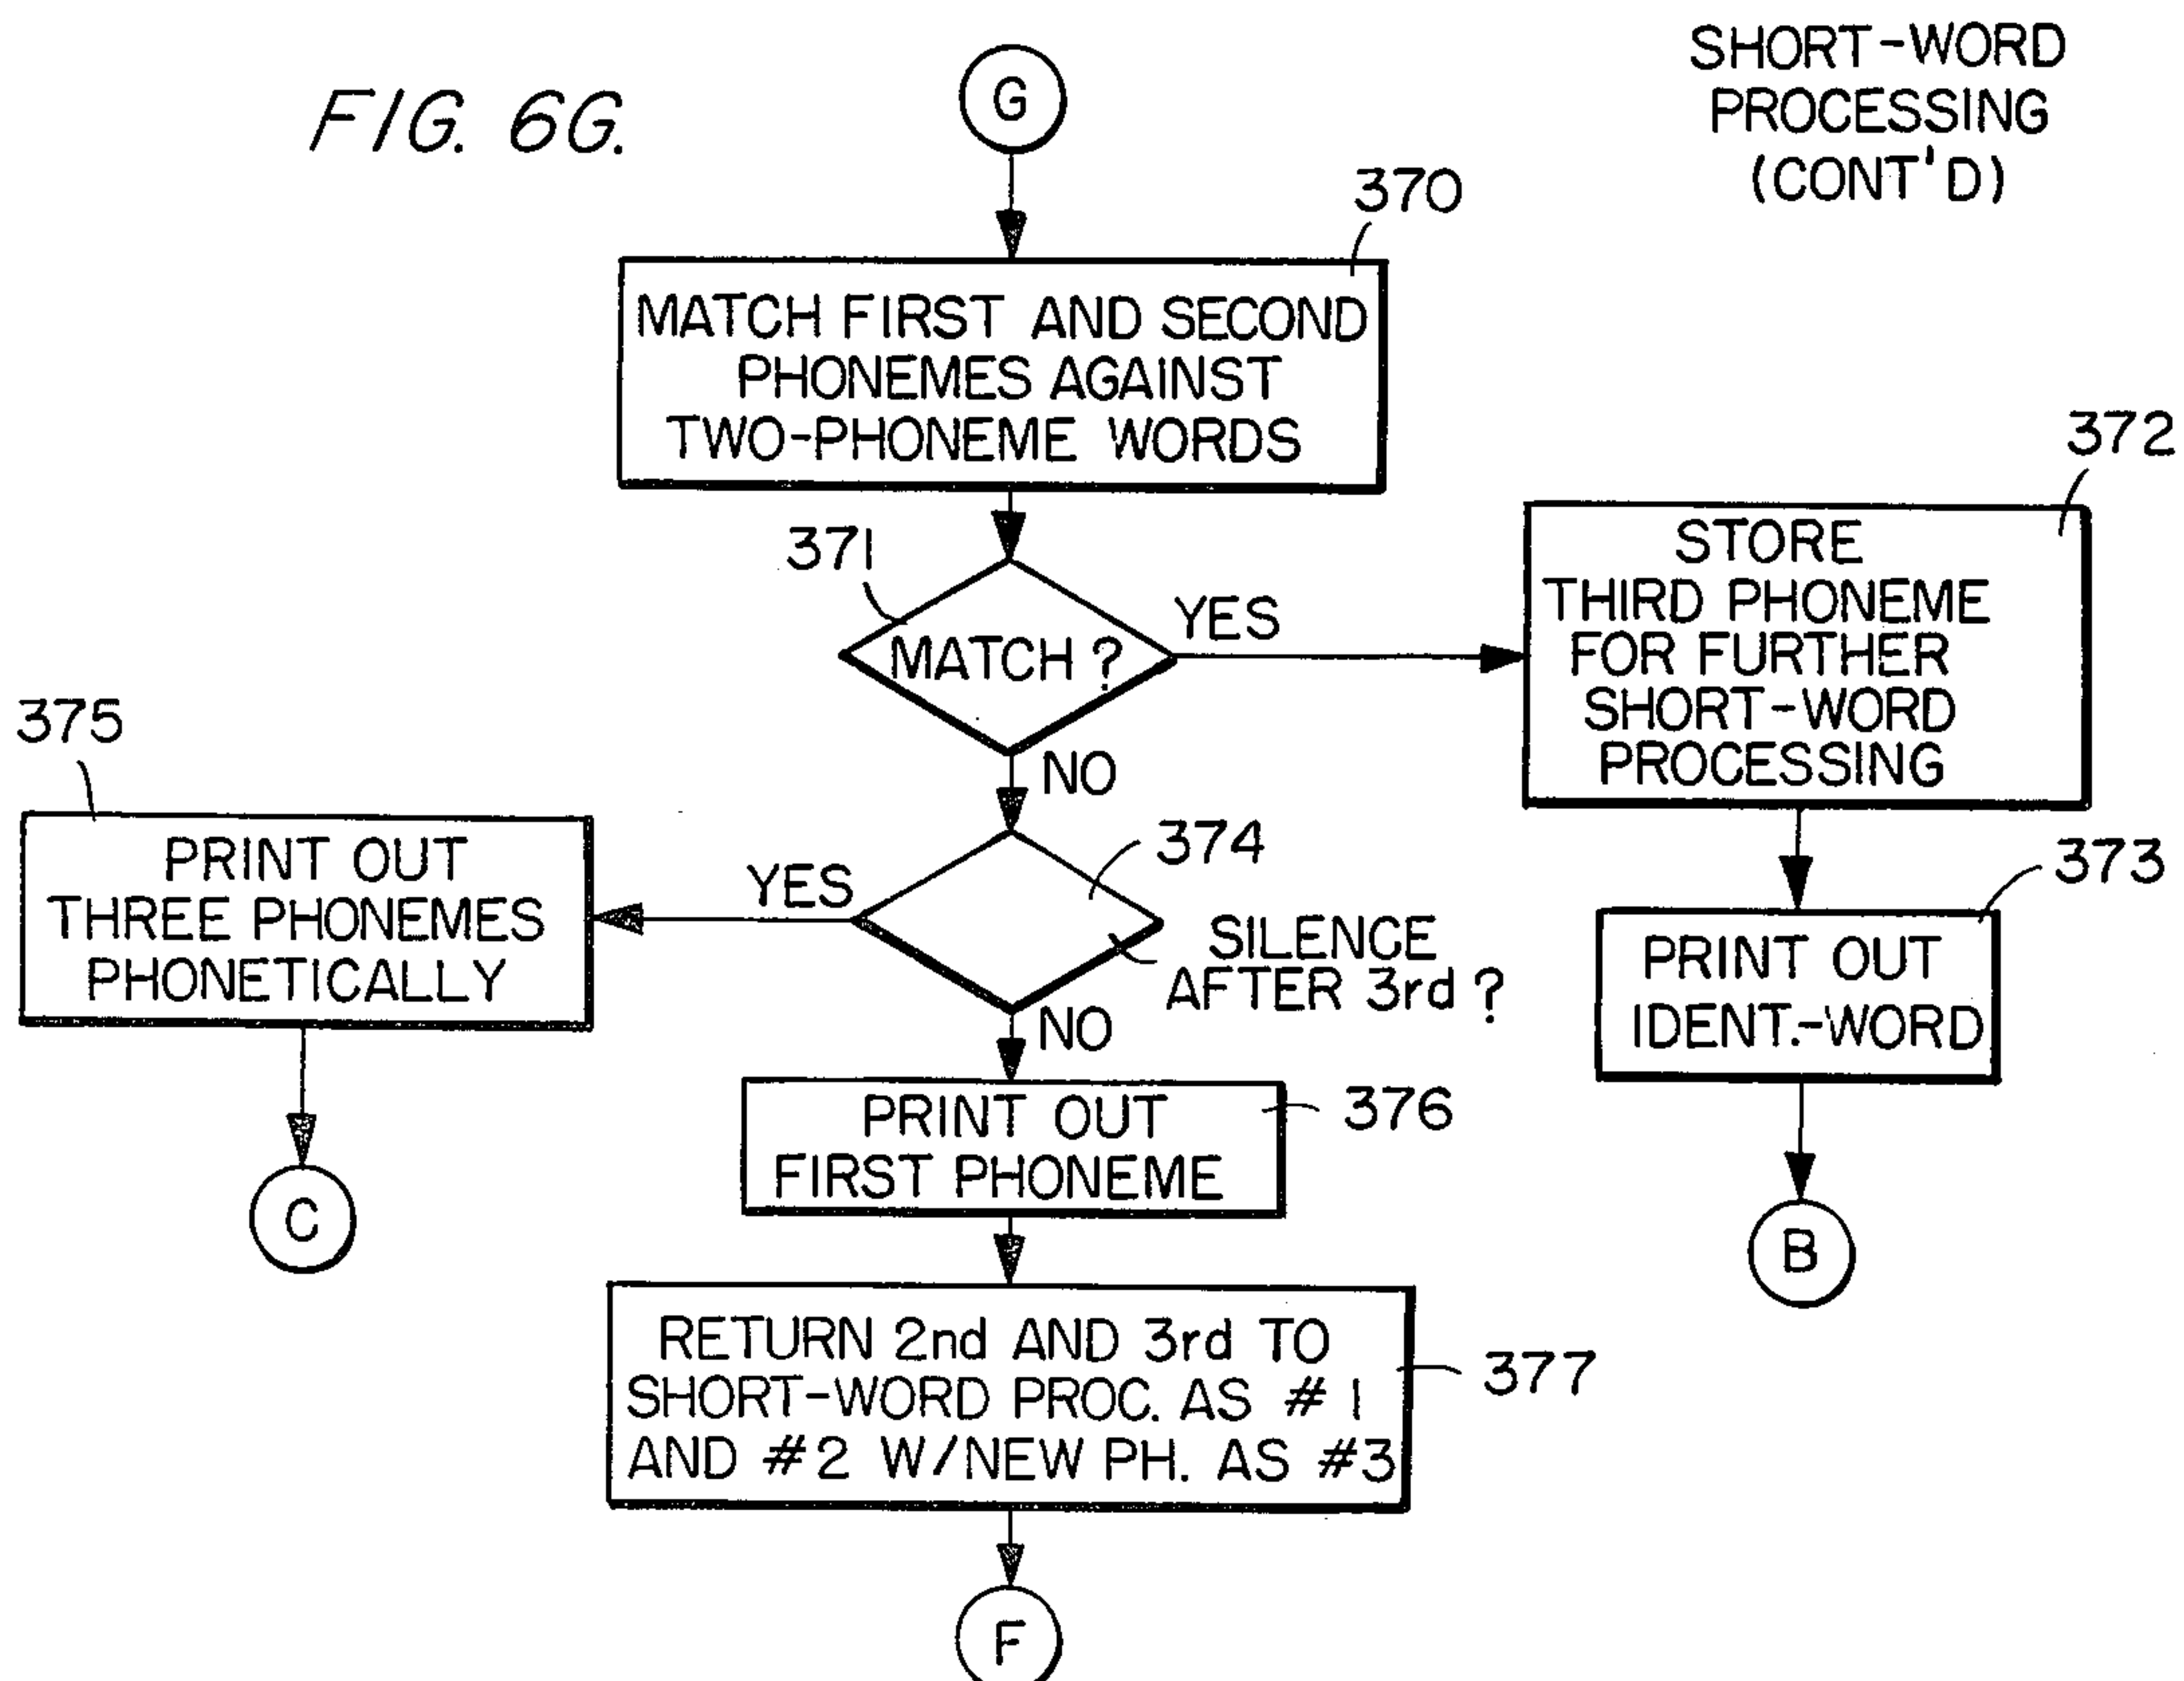 FIG. 6G.
SHORT-WORD
PROCESSING
(CONT'D)
G
370
MATCH FIRST AND SECOND
PHONEMES AGAINST
TWO-PHONEME WORDS
371
MATCH ?
YES
NO
372
STORE
THIRD PHONEME
FOR FURTHER
SHORT-WORD
PROCESSING
373
PRINT OUT
IDENT.-WORD
B
374
SILENCE
AFTER 3rd ?
YES
NO
375
PRINT OUT
THREE PHONEMES
PHONETICALLY
C
376
PRINT OUT
FIRST PHONEME
377
RETURN 2nd AND 3rd TO
SHORT-WORD PROC. AS # 1
AND #2 W/NEW PH. AS #3
F